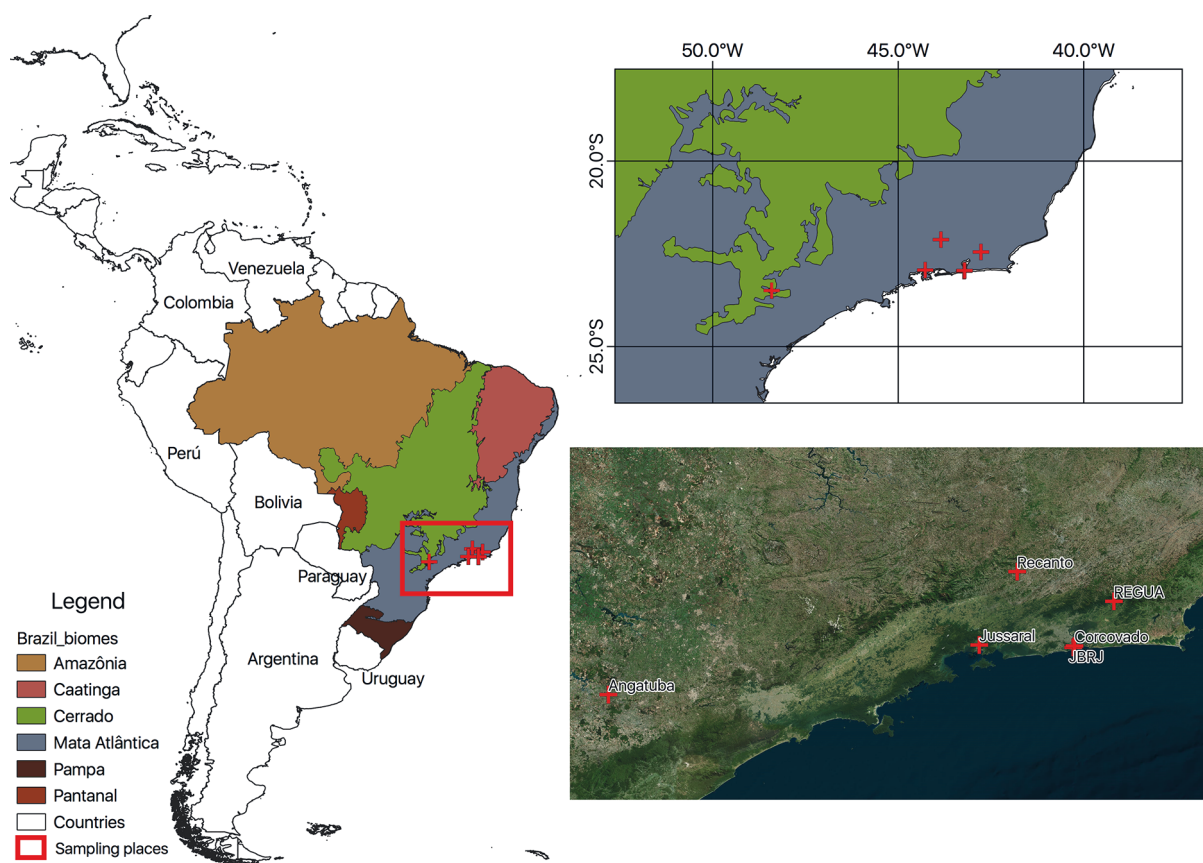 Venezuela
Colombia
Perú
Bolivia
Paraguay
Argentina
Uruguay
Legend
Brazil_biomes
Amazônia
Caatinga
Cerrado
Mata Atlântica
Pampa
Pantanal
Countries
Sampling places
50.0°W 45.0°W 40.0°W
20.0°S
25.0°S
Recanto
REGUA
Jussaral
Corcovado
JBRJ
Angatuba